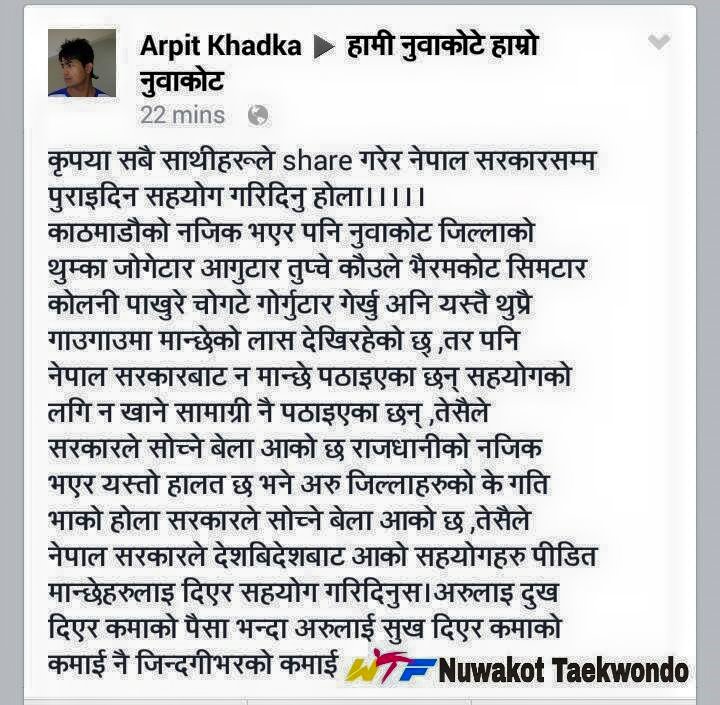 Arpit Khadka ▶ हामी नुवाकोटे हाम्रो
नुवाकोट
22 mins
कृपया सबै साथीहरूले share गरेर नेपाल सरकारसम्म
पुराइदिन सहयोग गरिदिनु होला।।।।।
काठमाडौको नजिक भएर पनि नुवाकोट जिल्लाको
थुम्का जोगेटार आगुटार तुप्चे कौउले भैरमकोट सिमटार
कोलनी पाखुरे चोगटे गोर्गुटार गेर्खु अनि यस्तै थुप्रै
गाउगाउमा मान्छेको लास देखिरहेको छ् ,तर पनि
नेपाल सरकारबाट न मान्छे पठाइएका छन् सहयोगको
लगि न खाने सामाग्री नै पठाइएका छन् ,तेसैले
सरकारले सोच्ने बेला आको छ राजधानीको नजिक
भएर यस्तो हालत छ भने अरु जिल्लाहरुको के गति
भाको होला सरकारले सोच्ने बेला आको छ ,तेसैले
नेपाल सरकारले देशबिदेशबाट आको सहयोगहरु पीडित
मान्छेहरुलाइ दिएर सहयोग गरिदिनुस।अरुलाइ दुख
दिएर कमाको पैसा भन्दा अरुलाई सुख दिएर कमाको
कमाई नै जिन्दगीभरको कमाई WTF Nuwakot Taekwondo